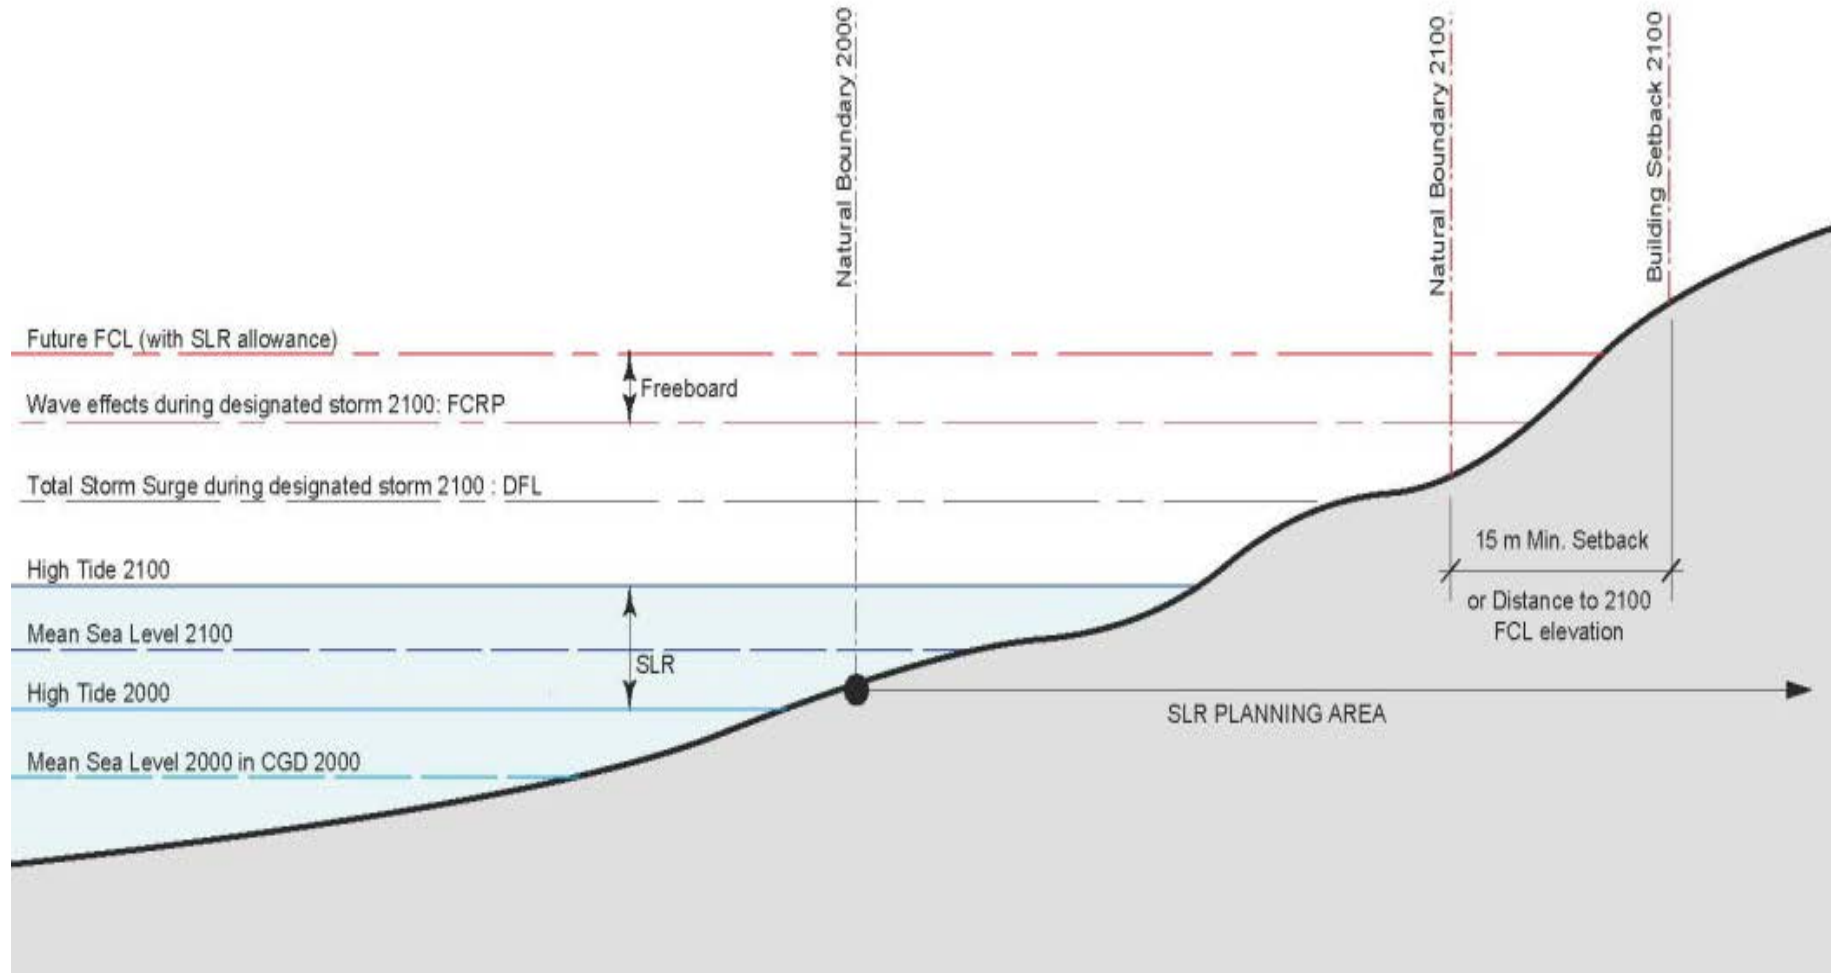 Natural Boundary 2000
Natural Boundary 2100
Building Setback 2100
Future FCL (with SLR allowance)
Freeboard
Wave effects during designated storm 2100: FCRP
Total Storm Surge during designated storm 2100 : DFL
15 m Min. Setback
or Distance to 2100
FCL elevation
High Tide 2100
Mean Sea Level 2100
SLR
High Tide 2000
SLR PLANNING AREA
Mean Sea Level 2000 in CGD 2000